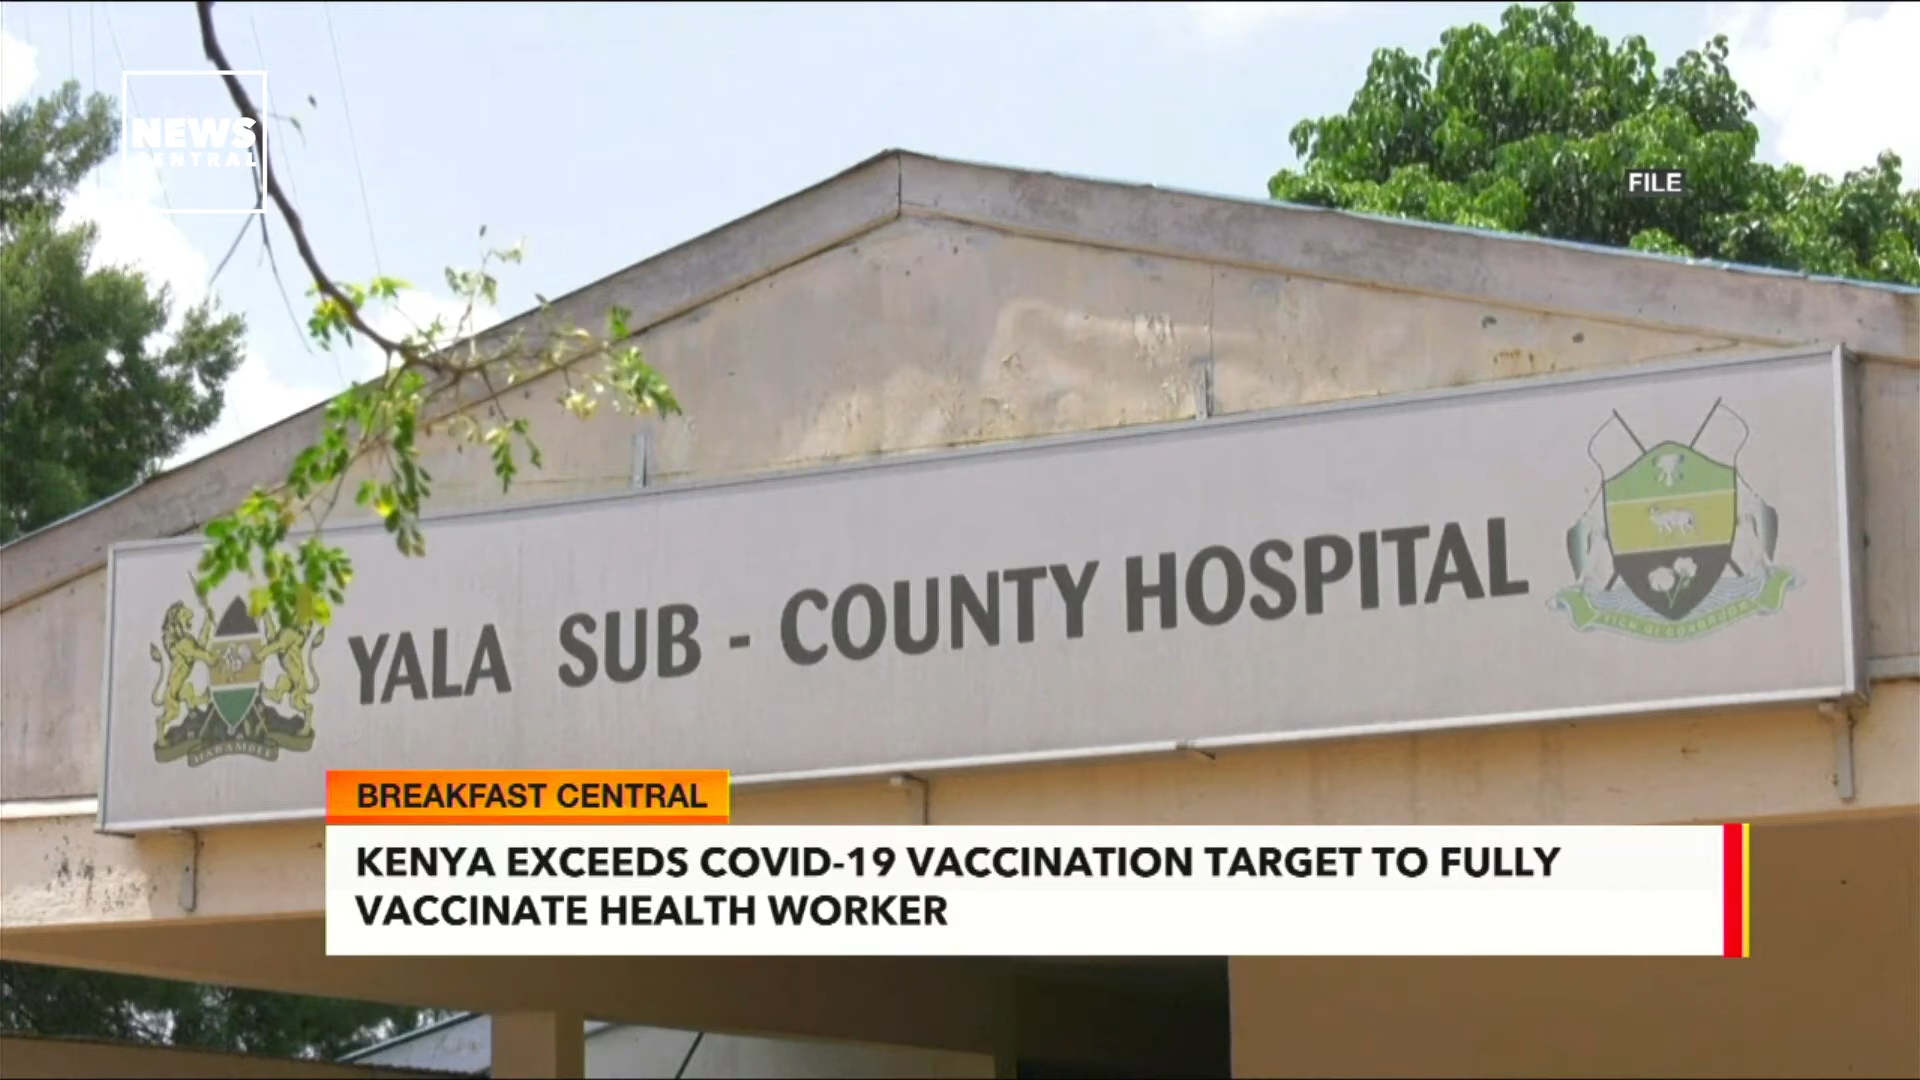 NEWS
CENTRAL
FILE
YALA SUB - COUNTY HOSPITAL
HARAMBEE
BREAKFAST CENTRAL
KENYA EXCEEDS COVID-19 VACCINATION TARGET TO FULLY
VACCINATE HEALTH WORKER